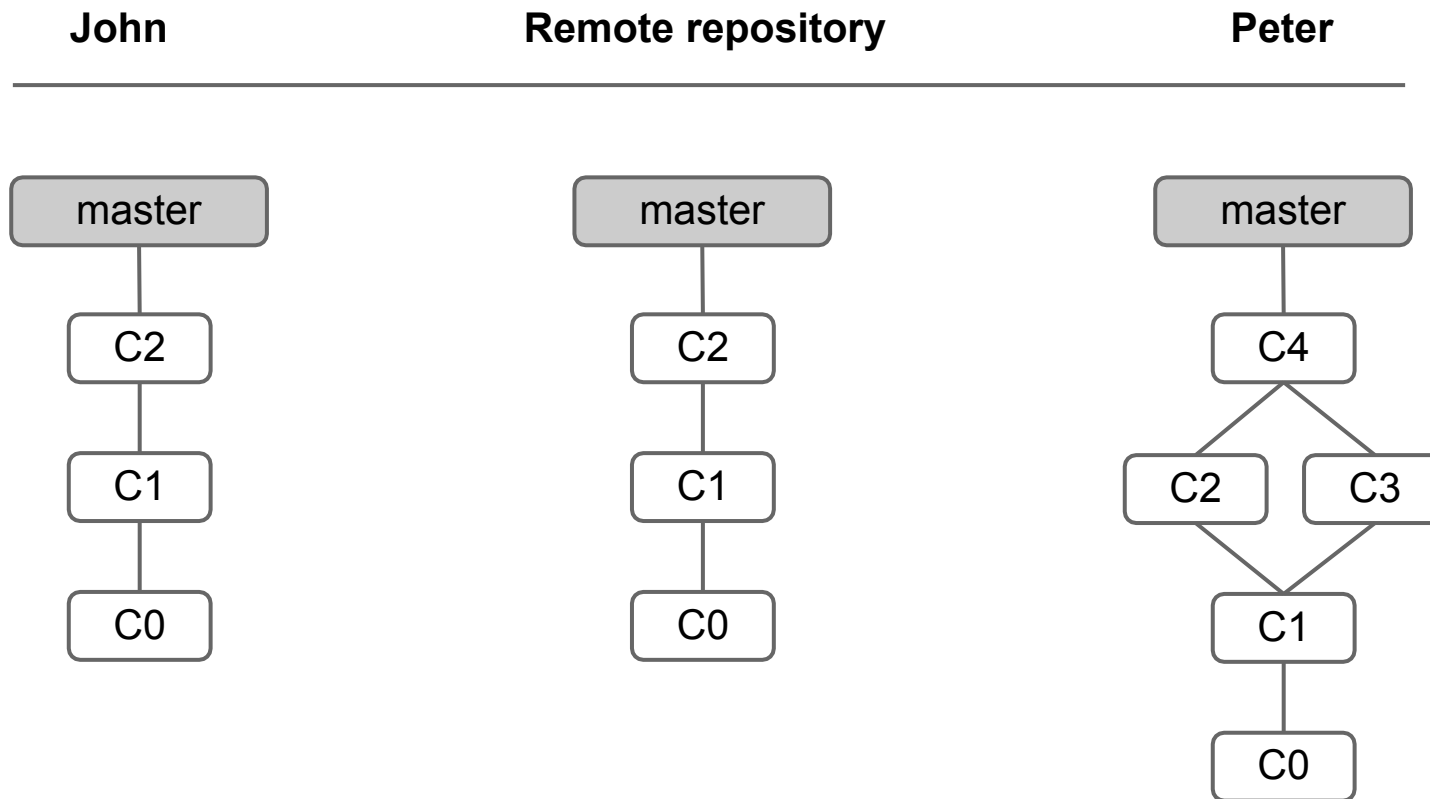 John Remote repository Peter
master master master
C2 C2 C4
C1 C1 C2 C3
C0 C0 C1
C0